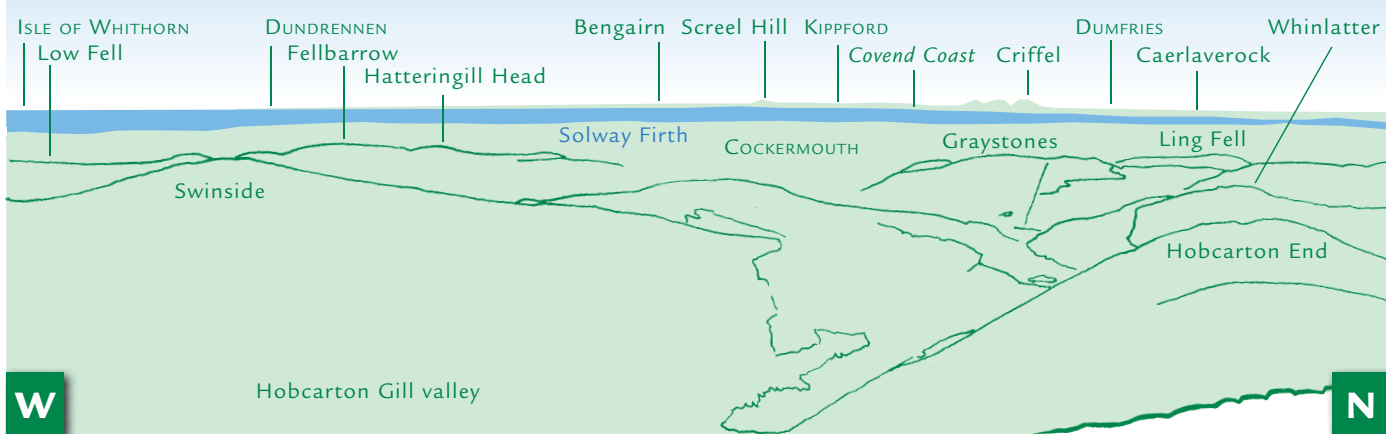 Isle of Whithorn
Dundrennen
Bengairn
Screel Hill
Kippford
Dumfries
Whinlatter
Low Fell
Fellbarrow
Covend Coast
Criffel
Caerlaverock
Hatteringill Head
Solway Firth
Cockermouth
Graystones
Ling Fell
Swinside
Hobcarton End
Hobcarton Gill valley
W
N